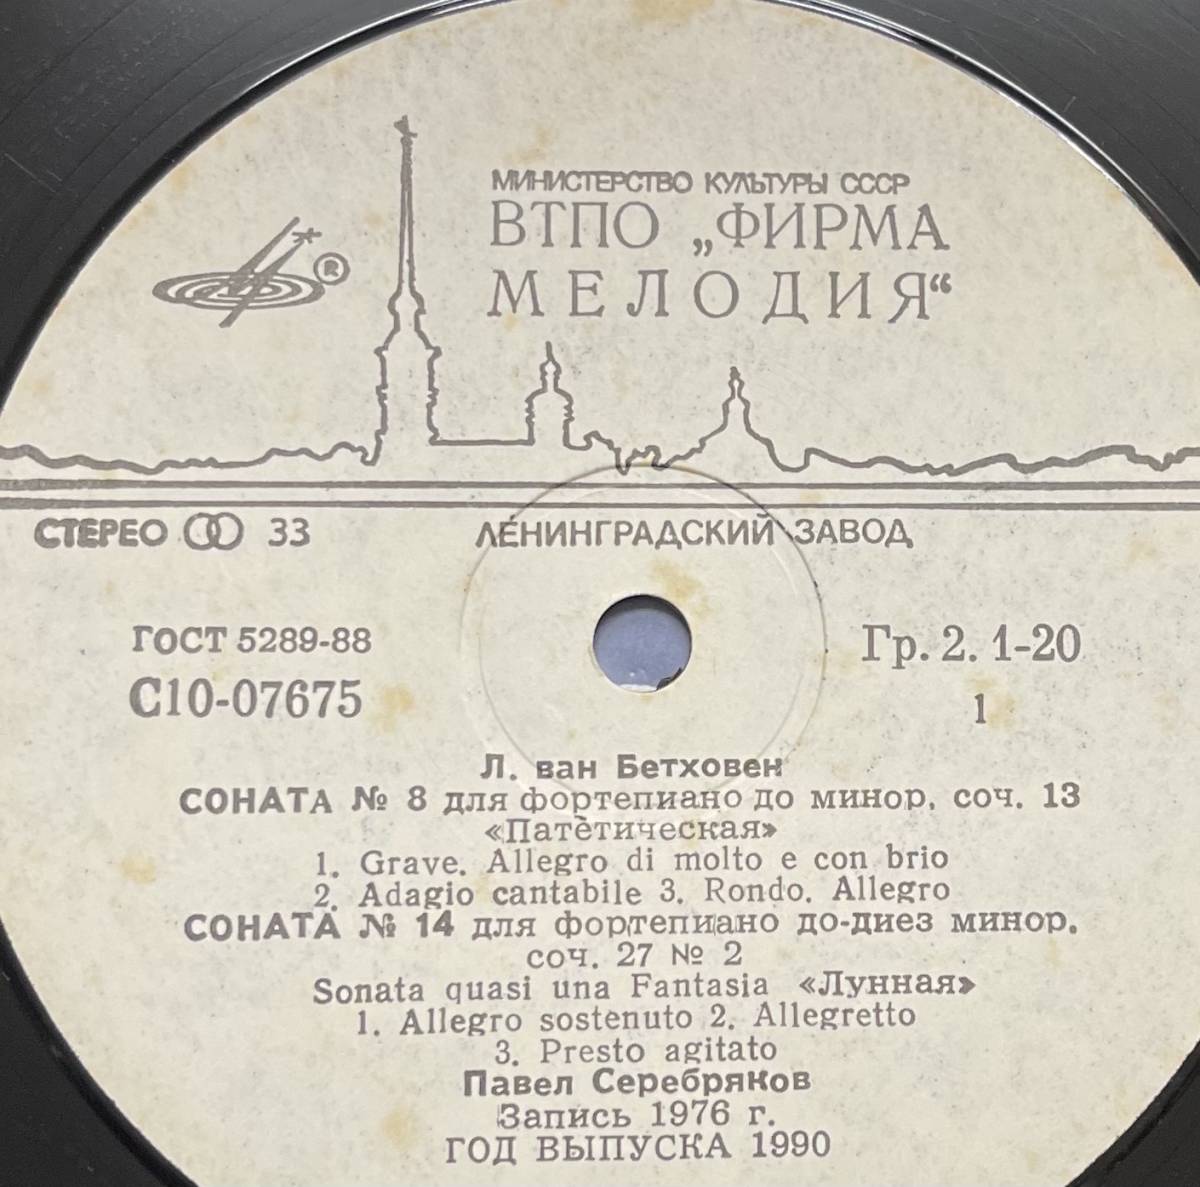 МИНИСТЕРСТВО КУЛЬТУРЫ СССР
ВТПО „ФИРМА
МЕЛОДИЯ“
®
СТЕРЕО 33
ЛЕНИНГРАДСКИЙ ЗАВОД
ГОСТ 5289-88
С10-07675
Гр. 2. 1-20
1
Л. ван Бетховен
СОНАТА № 8 для фортепиано до минор, соч. 13
«Патетическая»
1. Grave. Allegro di molto e con brio
2. Adagio cantabile 3. Rondo. Allegro
СОНАТА № 14 для фортепиано до-диез минор,
соч. 27 № 2
Sonata quasi una Fantasia «Лунная»
1. Allegro sostenuto 2. Allegretto
3. Presto agitato
Павел Серебряков
Запись 1976 г.
ГОД ВЫПУСКА 1990